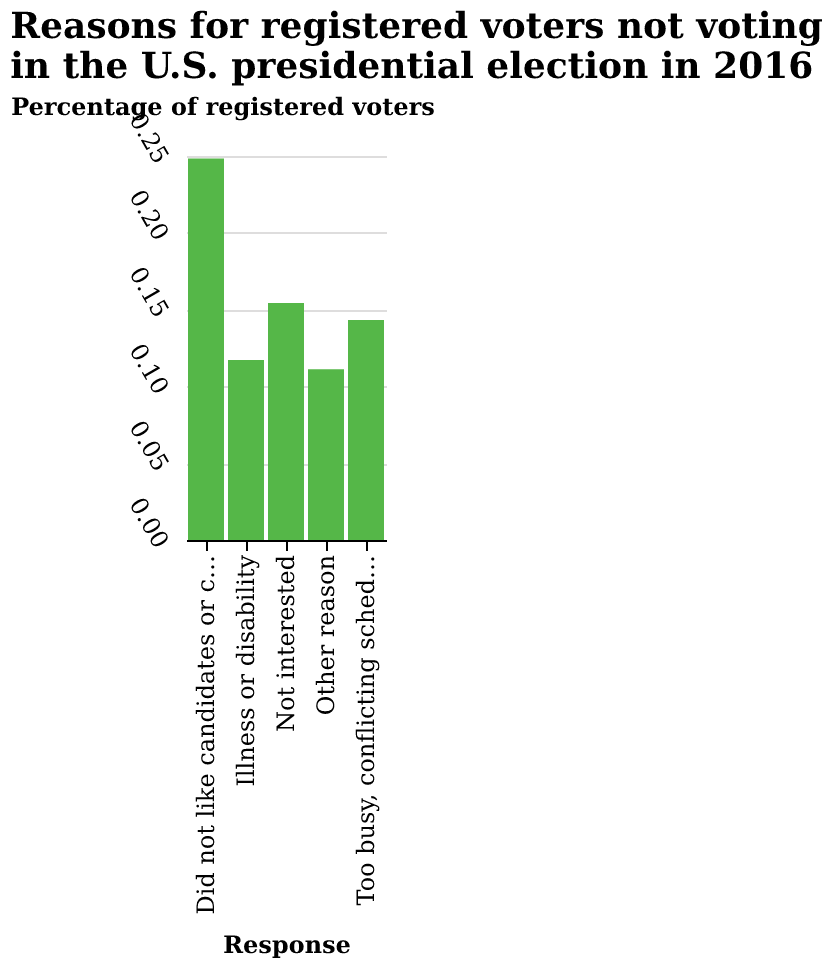 Reasons for registered voters not voting
in the U.S. presidential election in 2016
Percentage of registered voters
0.25
0.20
0.15
0.10
0.05
0.00
Did not like candidates or c...
Illness or disability
Not interested
Other reason
Too busy, conflicting sched...
Response